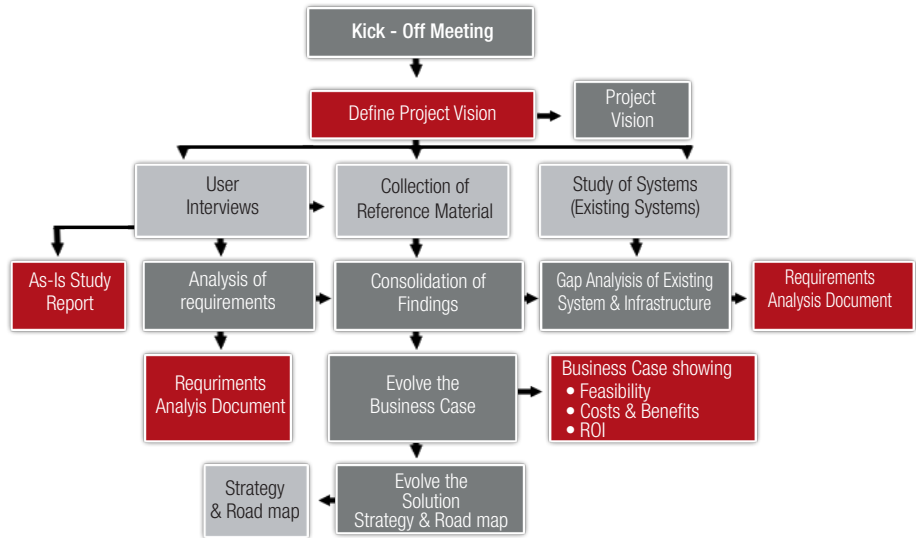 Kick - Off Meeting
Define Project Vision
Project
Vision
User
Interviews
Collection of
Reference Material
Study of Systems
(Existing Systems)
As-Is Study
Report
Analysis of
requirements
Consolidation of
Findings
Gap Analyisis of Existing
System & Infrastructure
Requirements
Analysis Document
Requriments
Analyis Document
Evolve the
Business Case
Business Case showing
• Feasibility
• Costs & Benefits
• ROI
Strategy
& Road map
Evolve the
Solution
Strategy & Road map